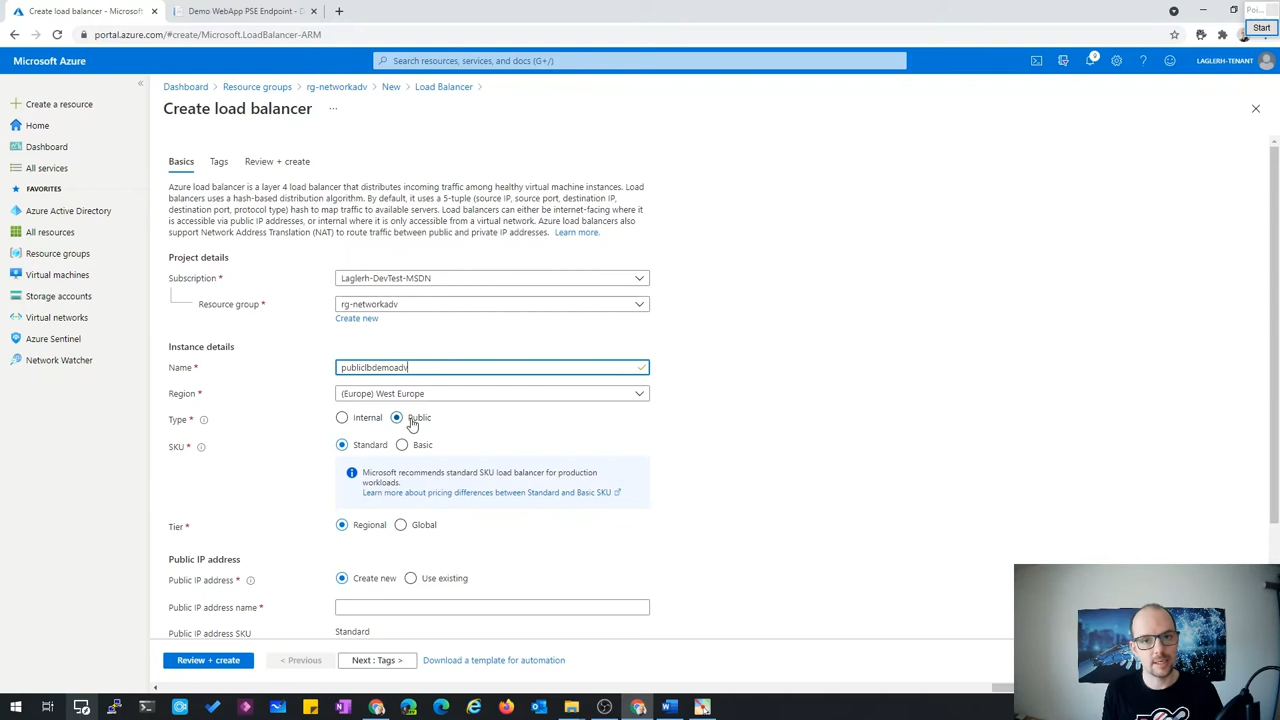 Create load balancer - Microsoft
Demo WebApp PSE Endpoint - D
Poi...
Start
portal.azure.com/#create/Microsoft.LoadBalancer-ARM
Microsoft Azure
Search resources, services, and docs (G+/)
LAGLERH-TENANT
Dashboard > Resource groups > rg-networkadv > New > Load Balancer >
Create load balancer ...
Create a resource
Home
Dashboard
All services
FAVORITES
Azure Active Directory
All resources
Resource groups
Virtual machines
Storage accounts
Virtual networks
Azure Sentinel
Network Watcher
Basics Tags Review + create
Azure load balancer is a layer 4 load balancer that distributes incoming traffic among healthy virtual machine instances. Load
balancers uses a hash-based distribution algorithm. By default, it uses a 5-tuple (source IP, source port, destination IP,
destination port, protocol type) hash to map traffic to available servers. Load balancers can either be internet-facing where it
is accessible via public IP addresses, or internal where it is only accessible from a virtual network. Azure load balancers also
support Network Address Translation (NAT) to route traffic between public and private IP addresses. Learn more.
Project details
Subscription * Laglerh-DevTest-MSDN
Resource group * rg-networkadv
Create new
Instance details
Name * publiclbdemoadv
Region * (Europe) West Europe
Type * Internal Public
SKU * Standard Basic
Microsoft recommends standard SKU load balancer for production
workloads.
Learn more about pricing differences between Standard and Basic SKU
Tier * Regional Global
Public IP address
Public IP address * Create new Use existing
Public IP address name *
Public IP address SKU Standard
Review + create < Previous Next : Tags > Download a template for automation